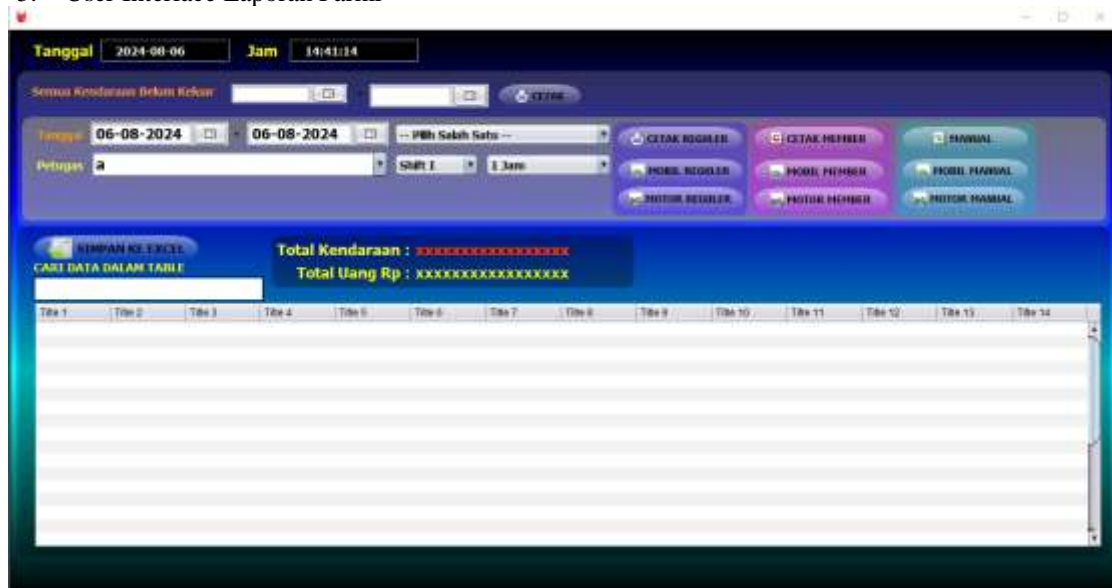 User Interface Laporan Parkir
Tanggal 2024-08-06 Jam 14:41:14
Semua Kendaraan Belum Keluar - CETAK
Tanggal 06-08-2024 - 06-08-2024 -- Pilih Salah Satu -- CETAK REGULER CETAK MEMBER MANUAL
Petugas a Shift I 1 Jam MOBIL REGULER MOBIL MEMBER MOBIL MANUAL
MOTOR REGULER MOTOR MEMBER MOTOR MANUAL
SIMPAN KE EXCEL Total Kendaraan : xxxxxxxxxxxxxxxxx
CARI DATA DALAM TABLE Total Uang Rp : xxxxxxxxxxxxxxxxx
Title 1 Title 2 Title 3 Title 4 Title 5 Title 6 Title 7 Title 8 Title 9 Title 10 Title 11 Title 12 Title 13 Title 14